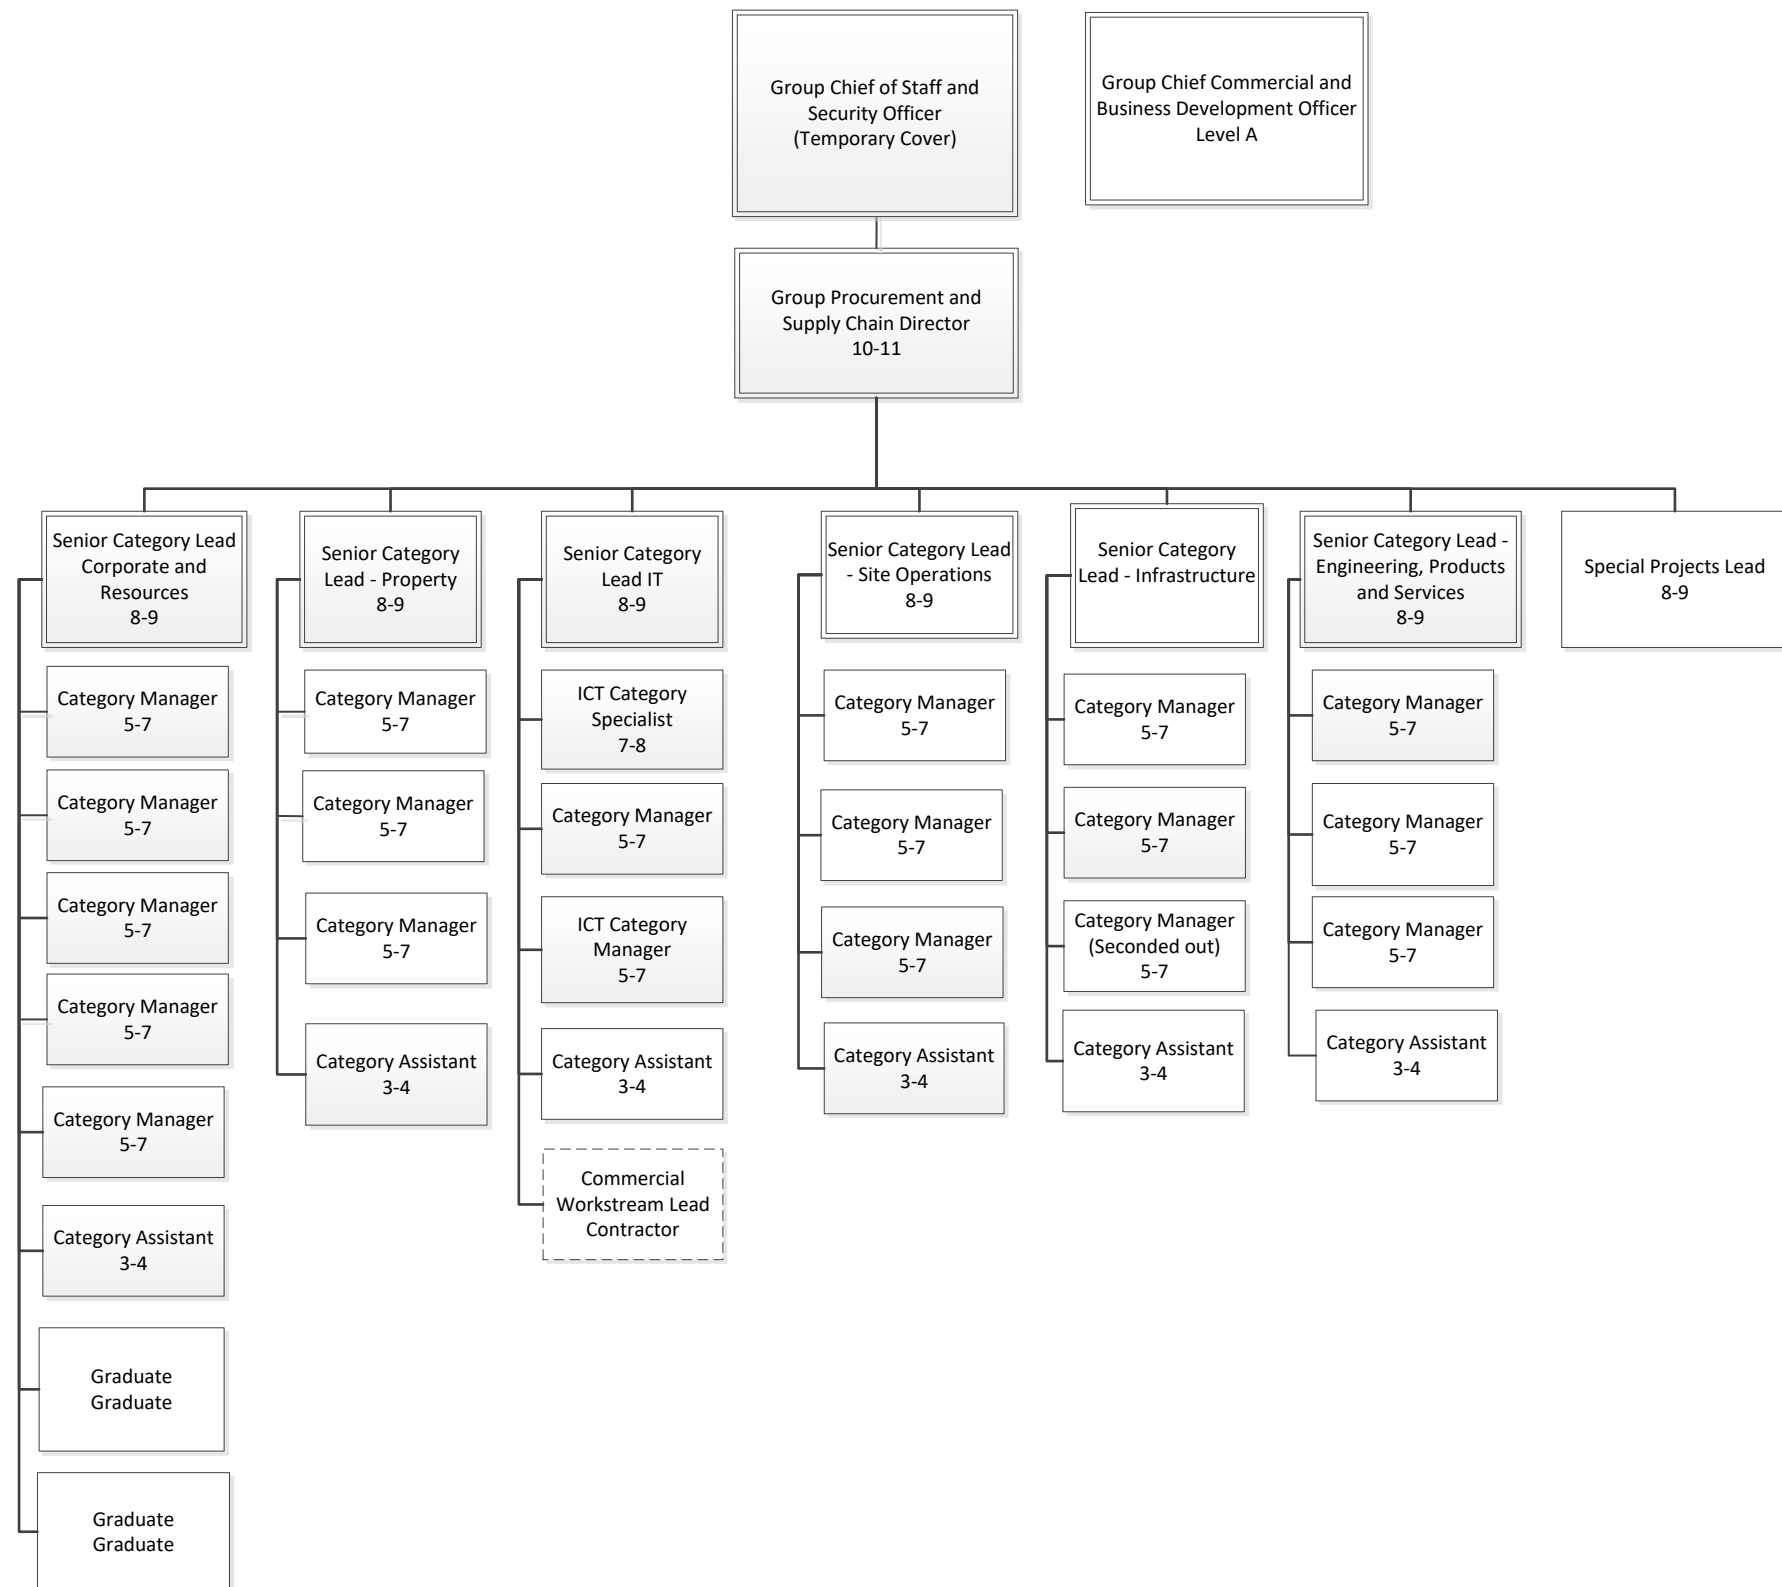 Group Chief of Staff and
Security Officer
(Temporary Cover)
Group Chief Commercial and
Business Development Officer
Level A
Group Procurement and
Supply Chain Director
10-11
Senior Category Lead
Corporate and
Resources
8-9
Category Manager
5-7
Category Manager
5-7
Category Manager
5-7
Category Manager
5-7
Category Manager
5-7
Category Assistant
3-4
Graduate
Graduate
Graduate
Graduate
Senior Category
Lead - Property
8-9
Category Manager
5-7
Category Manager
5-7
Category Manager
5-7
Category Assistant
3-4
Senior Category
Lead IT
8-9
ICT Category
Specialist
7-8
Category Manager
5-7
ICT Category
Manager
5-7
Category Assistant
3-4
Commercial
Workstream Lead
Contractor
Senior Category Lead
- Site Operations
8-9
Category Manager
5-7
Category Manager
5-7
Category Manager
5-7
Category Assistant
3-4
Senior Category
Lead - Infrastructure
Category Manager
5-7
Category Manager
5-7
Category Manager
(Seconded out)
5-7
Category Assistant
3-4
Senior Category Lead -
Engineering, Products
and Services
8-9
Category Manager
5-7
Category Manager
5-7
Category Manager
5-7
Category Assistant
3-4
Special Projects Lead
8-9